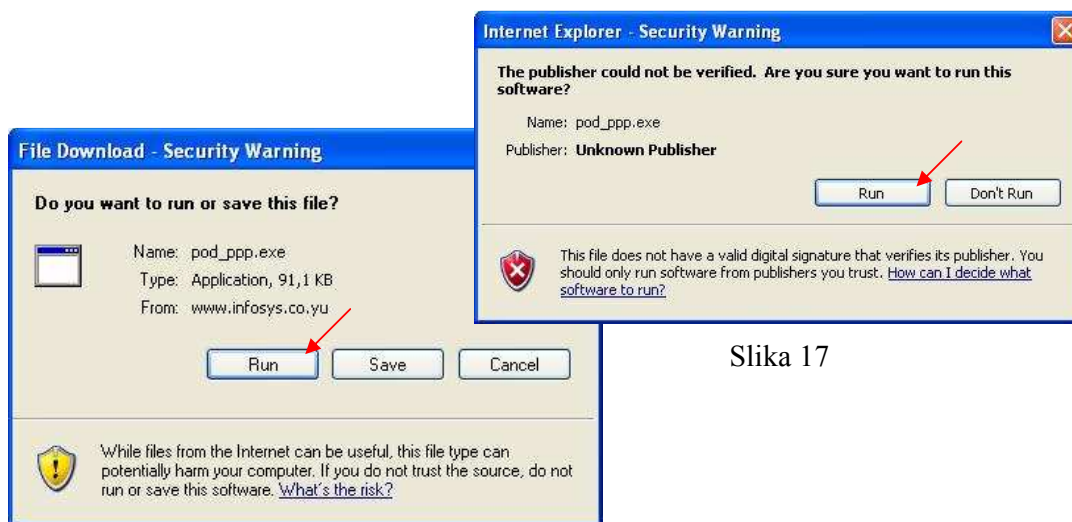 File Download - Security Warning
Do you want to run or save this file?
Name: pod_ppp.exe
Type: Application, 91,1 KB
From: www.infosys.co.yu
Run Save Cancel
While files from the Internet can be useful, this file type can
potentially harm your computer. If you do not trust the source, do not
run or save this software. What's the risk?
Internet Explorer - Security Warning
The publisher could not be verified. Are you sure you want to run this
software?
Name: pod_ppp.exe
Publisher: Unknown Publisher
Run Don't Run
This file does not have a valid digital signature that verifies its publisher. You
should only run software from publishers you trust. How can I decide what
software to run?
Slika 17